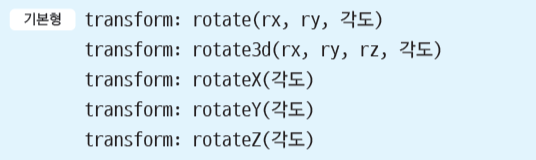 기본형 transform: rotate(rx, ry, 각도)
transform: rotate3d(rx, ry, rz, 각도)
transform: rotateX(각도)
transform: rotateY(각도)
transform: rotateZ(각도)